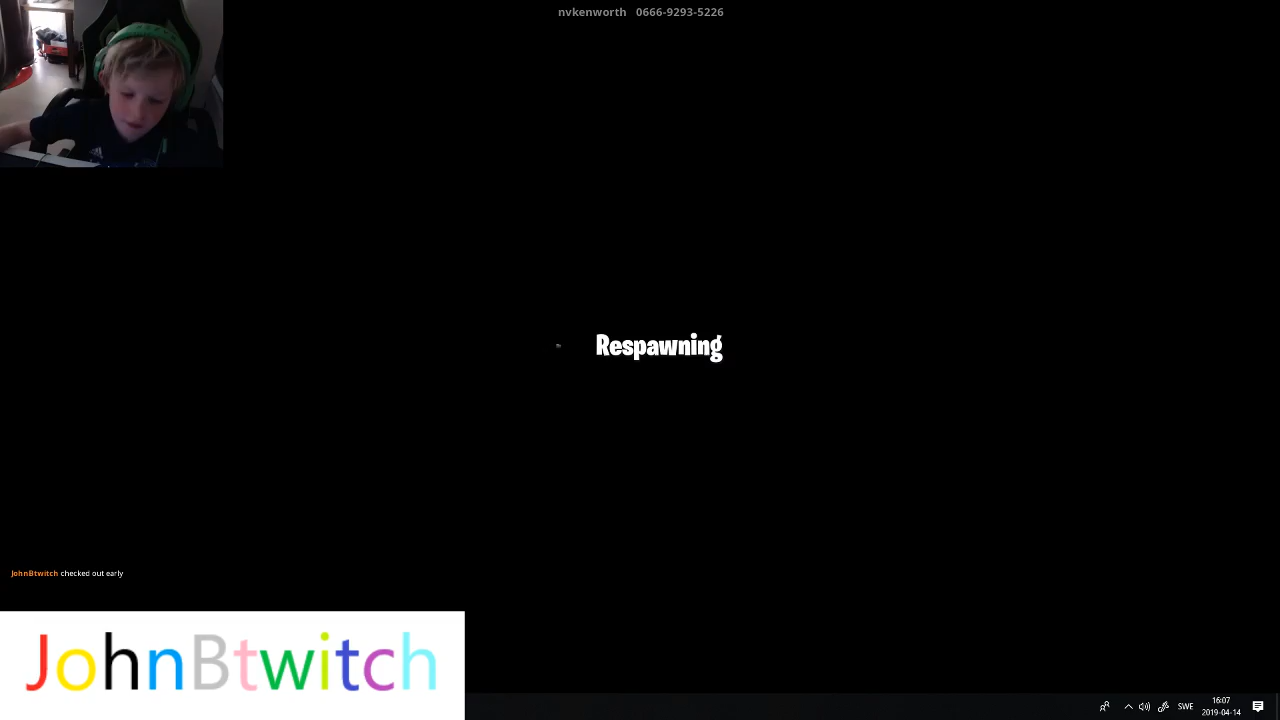 nvkenworth 0666-9293-5226
Respawning
JohnBtwitch checked out early
JohnBtwitch
SWE
16:07
2019-04-14